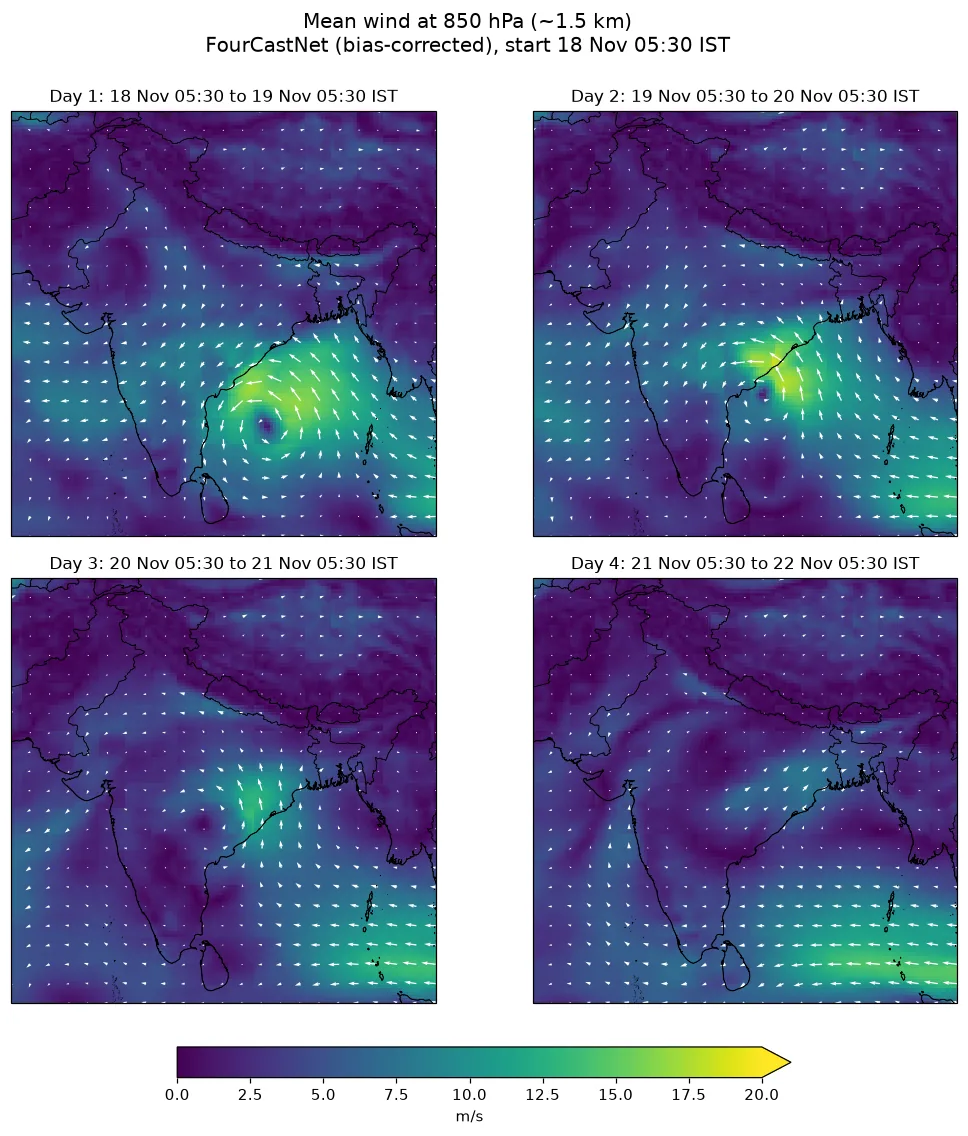 Mean wind at 850 hPa (~1.5 km)
FourCastNet (bias-corrected), start 18 Nov 05:30 IST
Day 1: 18 Nov 05:30 to 19 Nov 05:30 IST
Day 2: 19 Nov 05:30 to 20 Nov 05:30 IST
Day 3: 20 Nov 05:30 to 21 Nov 05:30 IST
Day 4: 21 Nov 05:30 to 22 Nov 05:30 IST
0.0 2.5 5.0 7.5 10.0 12.5 15.0 17.5 20.0
m/s